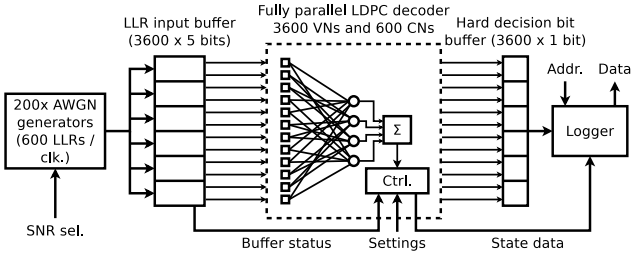 LLR input buffer
(3600 x 5 bits)
Fully parallel LDPC decoder
3600 VNs and 600 CNs
Hard decision bit
buffer (3600 x 1 bit)
Addr.
Data
200x AWGN
generators
(600 LLRs /
clk.)
Σ
Logger
Ctrl.
SNR sel.
Buffer status
Settings
State data